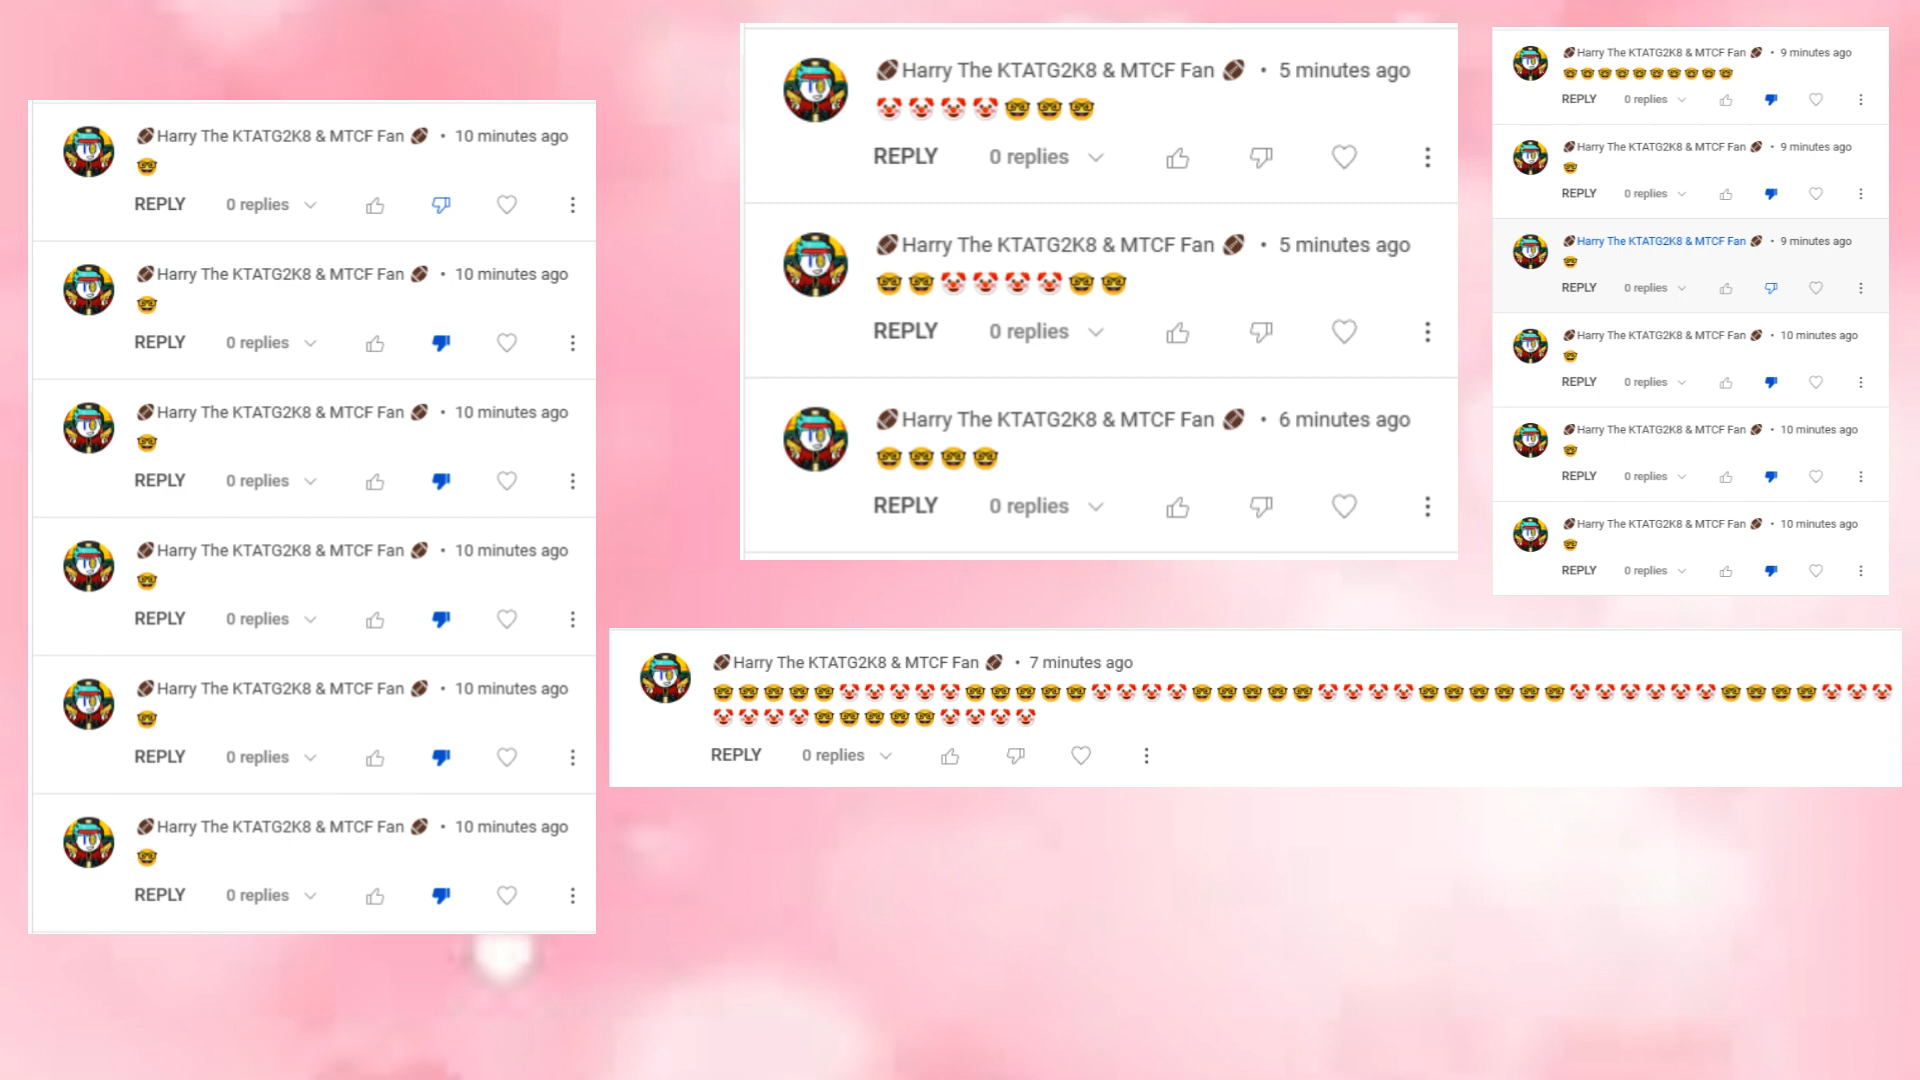 🏈Harry The KTATG2K8 & MTCF Fan 🏈 • 10 minutes ago
🤓
REPLY 0 replies
🏈Harry The KTATG2K8 & MTCF Fan 🏈 • 10 minutes ago
🤓
REPLY 0 replies
🏈Harry The KTATG2K8 & MTCF Fan 🏈 • 10 minutes ago
🤓
REPLY 0 replies
🏈Harry The KTATG2K8 & MTCF Fan 🏈 • 10 minutes ago
🤓
REPLY 0 replies
🏈Harry The KTATG2K8 & MTCF Fan 🏈 • 10 minutes ago
🤓
REPLY 0 replies
🏈Harry The KTATG2K8 & MTCF Fan 🏈 • 10 minutes ago
🤓
REPLY 0 replies
🏈Harry The KTATG2K8 & MTCF Fan 🏈 • 5 minutes ago
🤡🤡🤡🤡🤓🤓🤓
REPLY 0 replies
🏈Harry The KTATG2K8 & MTCF Fan 🏈 • 5 minutes ago
🤓🤓🤡🤡🤡🤡🤓🤓
REPLY 0 replies
🏈Harry The KTATG2K8 & MTCF Fan 🏈 • 6 minutes ago
🤓🤓🤓🤓
REPLY 0 replies
🏈Harry The KTATG2K8 & MTCF Fan 🏈 • 9 minutes ago
🤓🤓🤓🤓🤓🤓🤓🤓🤓🤓
REPLY 0 replies
🏈Harry The KTATG2K8 & MTCF Fan 🏈 • 9 minutes ago
🤓
REPLY 0 replies
🏈Harry The KTATG2K8 & MTCF Fan 🏈 • 9 minutes ago
🤓
REPLY 0 replies
🏈Harry The KTATG2K8 & MTCF Fan 🏈 • 10 minutes ago
🤓
REPLY 0 replies
🏈Harry The KTATG2K8 & MTCF Fan 🏈 • 10 minutes ago
🤓
REPLY 0 replies
🏈Harry The KTATG2K8 & MTCF Fan 🏈 • 10 minutes ago
🤓
REPLY 0 replies
🏈Harry The KTATG2K8 & MTCF Fan 🏈 • 7 minutes ago
🤓🤓🤓🤓🤓🤡🤡🤡🤡🤡🤓🤓🤓🤓🤓🤡🤡🤡🤡🤓🤓🤓🤓🤓🤡🤡🤡🤡🤓🤓🤓🤓🤓🤓🤡🤡🤡🤡🤡🤡🤓🤓🤓🤓🤡🤡🤡
🤡🤡🤡🤡🤓🤓🤓🤓🤓🤡🤡🤡🤡
REPLY 0 replies